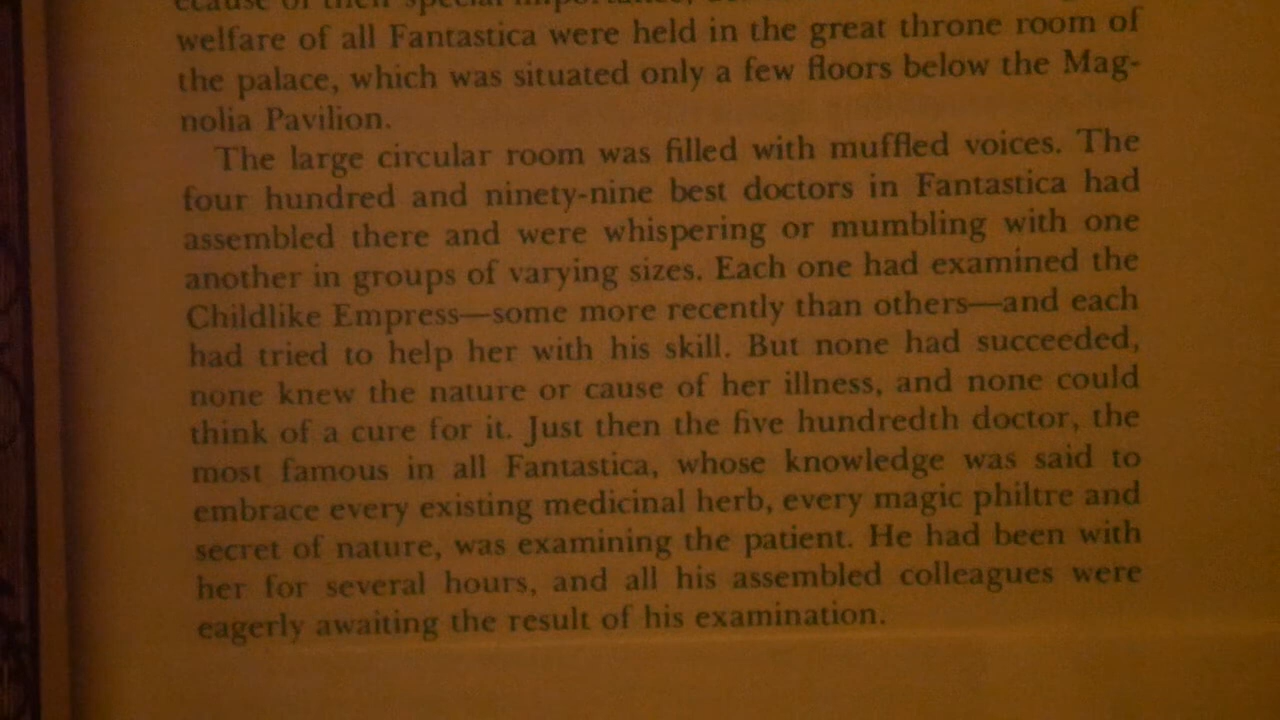 of their special importance,
welfare of all Fantastica were held in the great throne room of
the palace, which was situated only a few floors below the Mag-
nolia Pavilion.
The large circular room was filled with muffled voices. The
four hundred and ninety-nine best doctors in Fantastica had
assembled there and were whispering or mumbling with one
another in groups of varying sizes. Each one had examined the
Childlike Empress—some more recently than others—and each
had tried to help her with his skill. But none had succeeded,
none knew the nature or cause of her illness, and none could
think of a cure for it. Just then the five hundredth doctor, the
most famous in all Fantastica, whose knowledge was said to
embrace every existing medicinal herb, every magic philtre and
secret of nature, was examining the patient. He had been with
her for several hours, and all his assembled colleagues were
eagerly awaiting the result of his examination.